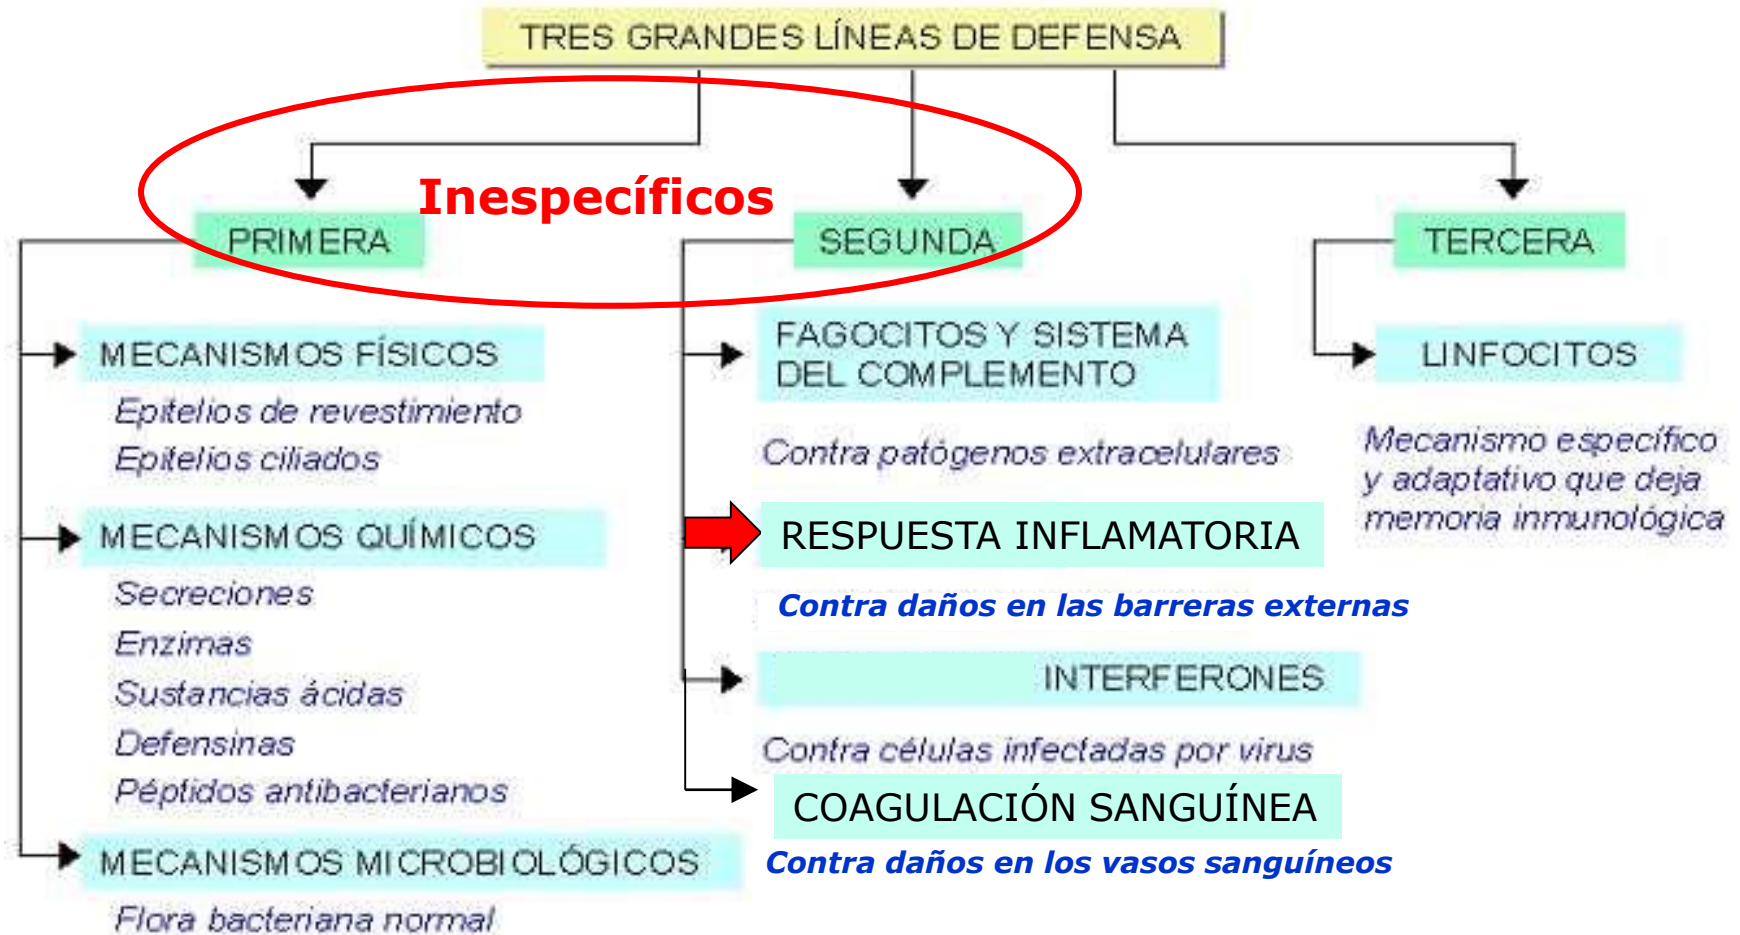 TRES GRANDES LÍNEAS DE DEFENSA
Inespecíficos
PRIMERA
MECANISMOS FÍSICOS
Epitelios de revestimiento
Epitelios ciliados
MECANISMOS QUÍMICOS
Secreciones
Enzimas
Sustancias ácidas
Defensinas
Péptidos antibacterianos
MECANISMOS MICROBIOLÓGICOS
Flora bacteriana normal
SEGUNDA
FAGOCITOS Y SISTEMA
DEL COMPLEMENTO
Contra patógenos extracelulares
RESPUESTA INFLAMATORIA
Contra daños en las barreras externas
INTERFERONES
Contra células infectadas por virus
COAGULACIÓN SANGUÍNEA
Contra daños en los vasos sanguíneos
TERCERA
LINFOCITOS
Mecanismo específico
y adaptativo que deja
memoria inmunológica